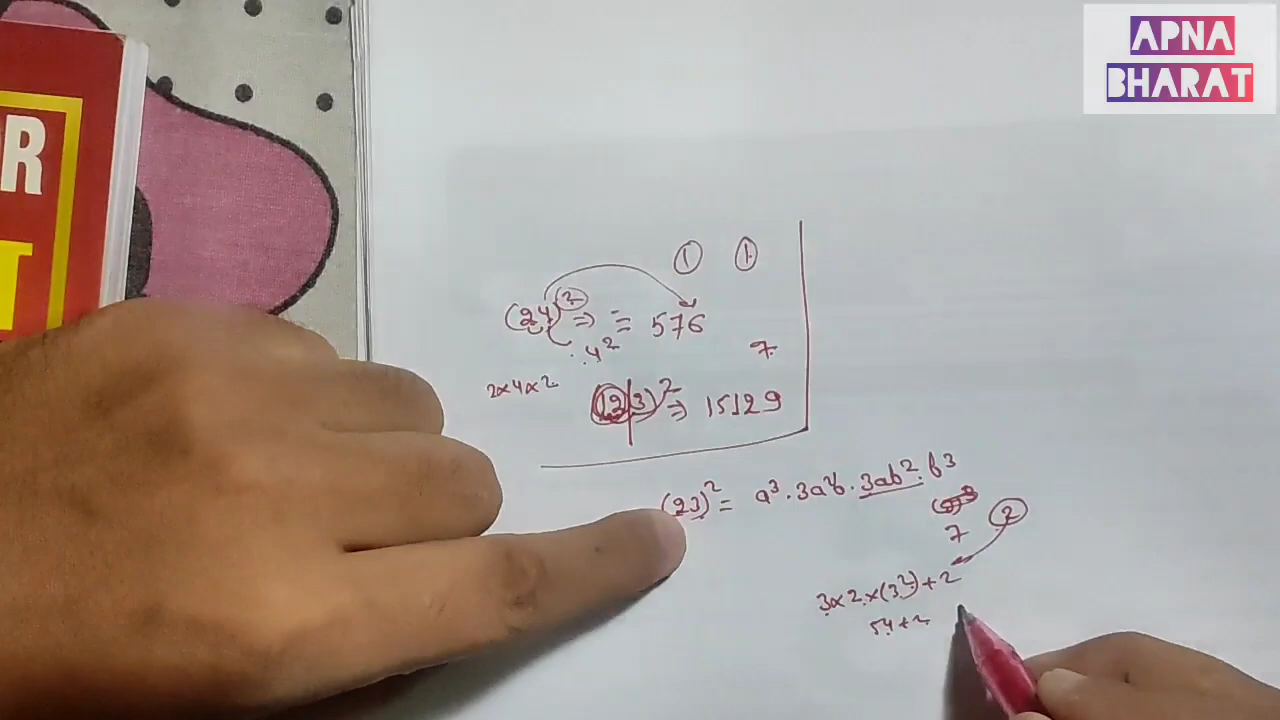 APNA
BHARAT
R
T
1 1
(24)² ⇒ = 576
4²
7
2×4×2
(123)² ⇒ 15129
(23)² = a³ · 3a²b · 3ab² · b³
7 2
3×2×(3²)+2
54+2